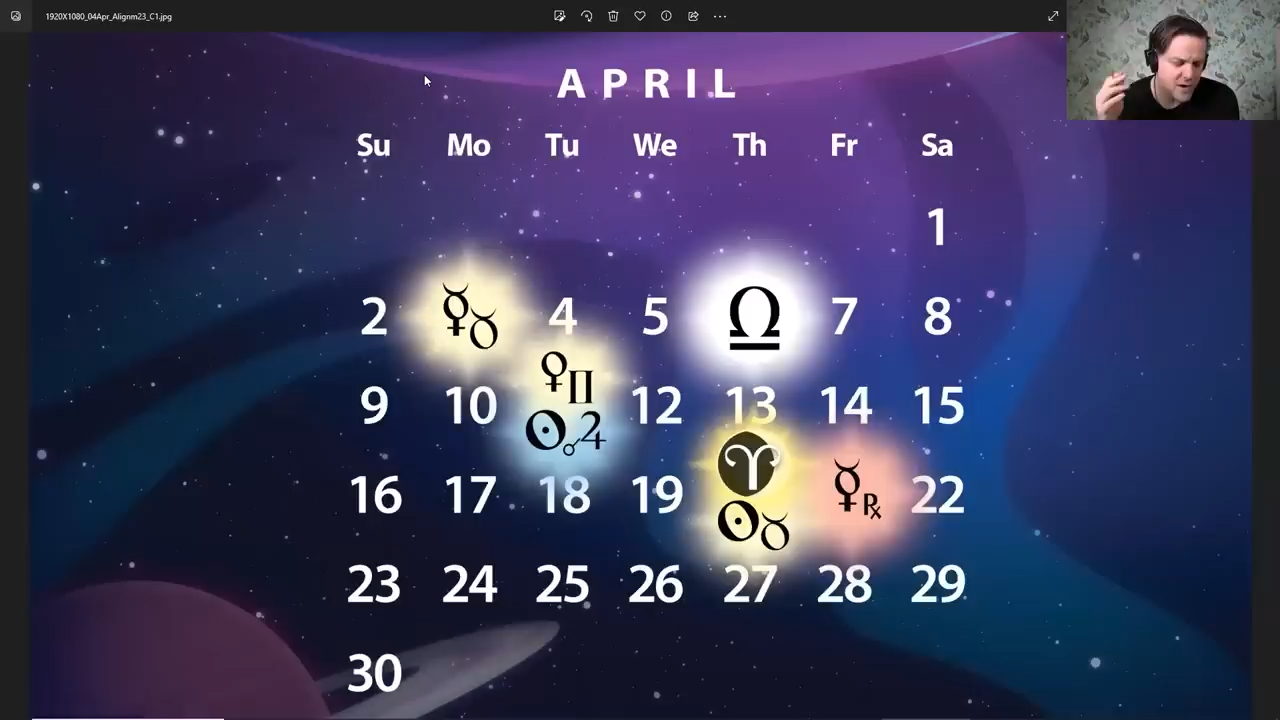 1920X1080_04Apr_Alignm23_C1.jpg
APRIL
Su Mo Tu We Th Fr Sa
1
2 ☿♉ 4 5 ♎ 7 8
9 10 ♀♊ 12 13 14 15
☉☌♃ ♈
16 17 18 19 ☉♉ ☿℞ 22
23 24 25 26 27 28 29
30